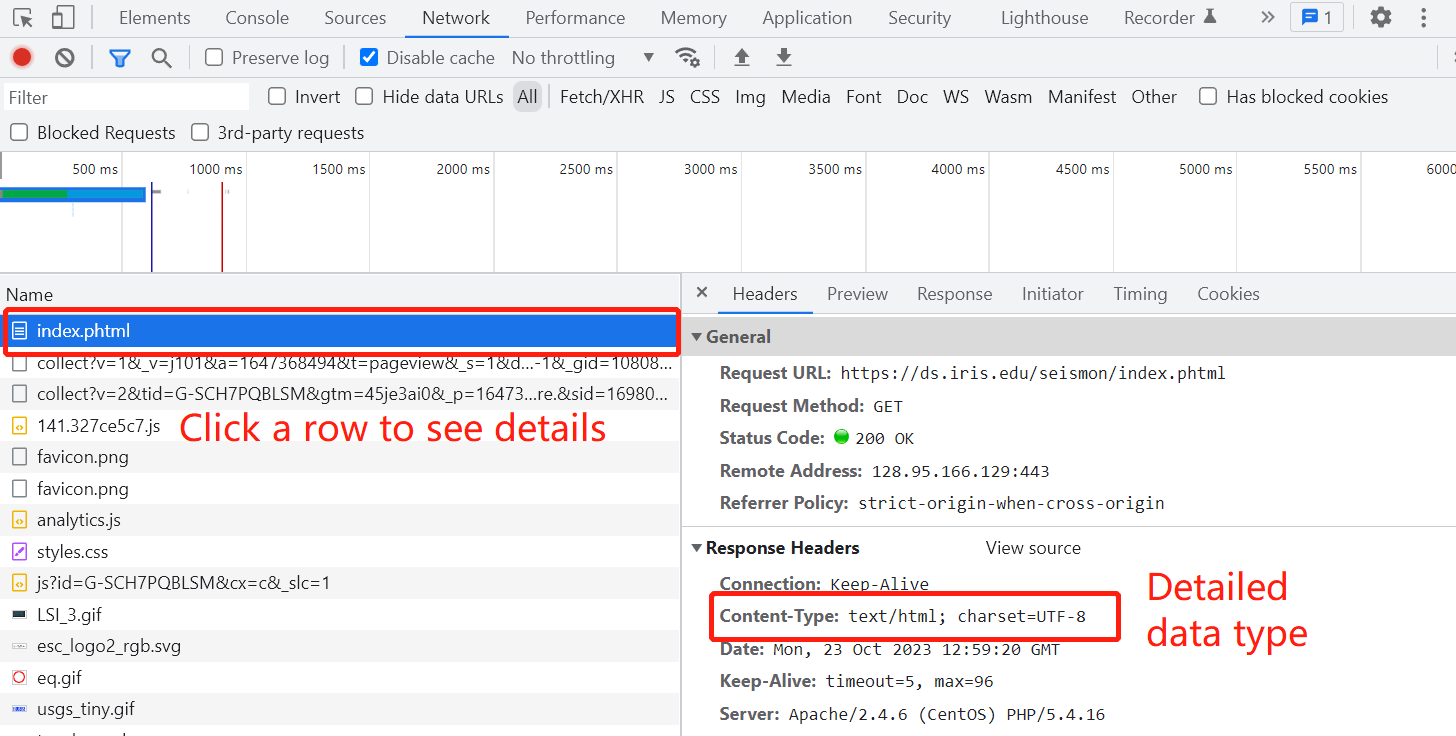 Elements Console Sources Network Performance Memory Application Security Lighthouse Recorder » 1
Preserve log Disable cache No throttling
Filter Invert Hide data URLs All Fetch/XHR JS CSS Img Media Font Doc WS Wasm Manifest Other Has blocked cookies
Blocked Requests 3rd-party requests
500 ms 1000 ms 1500 ms 2000 ms 2500 ms 3000 ms 3500 ms 4000 ms 4500 ms 5000 ms 5500 ms 6000
Name
index.phtml
collect?v=1&_v=j101&a=1647368494&t=pageview&_s=1&d...-1&_gid=10808...
collect?v=2&tid=G-SCH7PQBLSM&gtm=45je3ai0&_p=16473...re.&sid=16980...
141.327ce5c7.js
Click a row to see details
favicon.png
favicon.png
analytics.js
styles.css
js?id=G-SCH7PQBLSM&cx=c&_slc=1
LSI_3.gif
esc_logo2_rgb.svg
eq.gif
usgs_tiny.gif
× Headers Preview Response Initiator Timing Cookies
General
Request URL: https://ds.iris.edu/seismon/index.phtml
Request Method: GET
Status Code: 200 OK
Remote Address: 128.95.166.129:443
Referrer Policy: strict-origin-when-cross-origin
Response Headers View source
Connection: Keep-Alive
Content-Type: text/html; charset=UTF-8
Date: Mon, 23 Oct 2023 12:59:20 GMT
Keep-Alive: timeout=5, max=96
Server: Apache/2.4.6 (CentOS) PHP/5.4.16
Detailed
data type